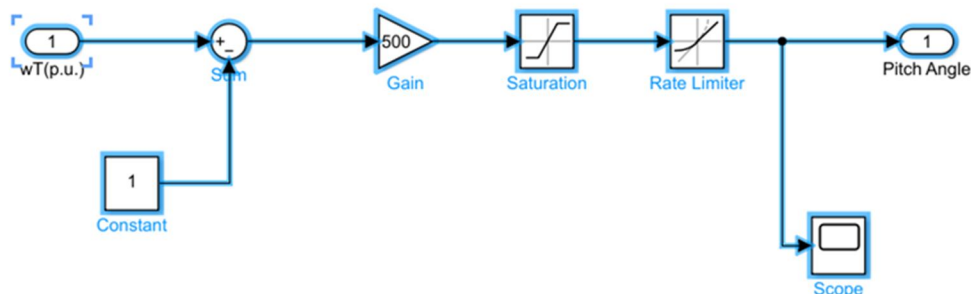 1
wT(p.u.)
+
−
Sum
1
Constant
500
Gain
Saturation
Rate Limiter
1
Pitch Angle
Scope